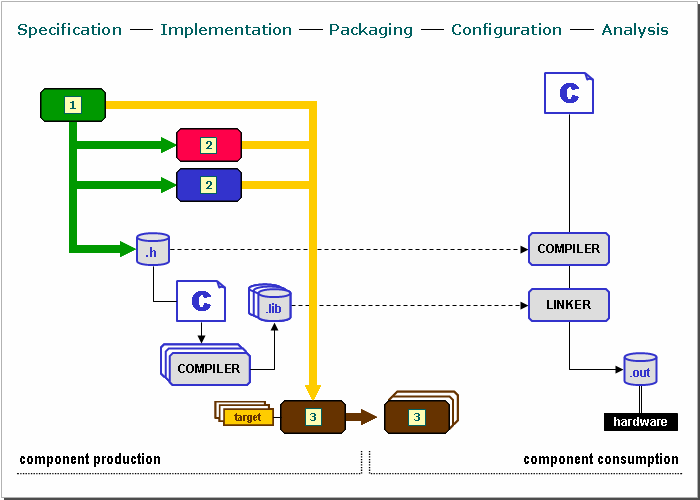 Specification — Implementation — Packaging — Configuration — Analysis
C
1
2
2
.h
COMPILER
C
.lib
LINKER
COMPILER
.out
target
3
3
hardware
component production
component consumption